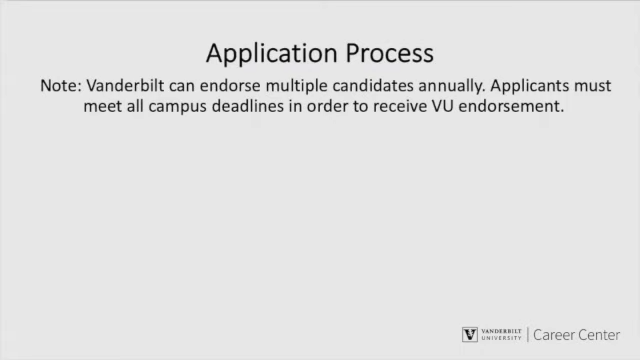 Application Process
Note: Vanderbilt can endorse multiple candidates annually. Applicants must
meet all campus deadlines in order to receive VU endorsement.
V VANDERBILT
UNIVERSITY
Career Center